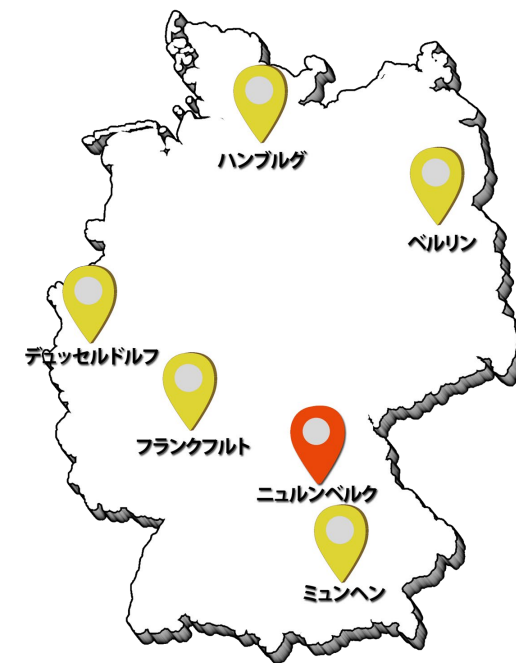 ハンブルグ
ベルリン
デュッセルドルフ
フランクフルト
ニュルンベルク
ミュンヘン